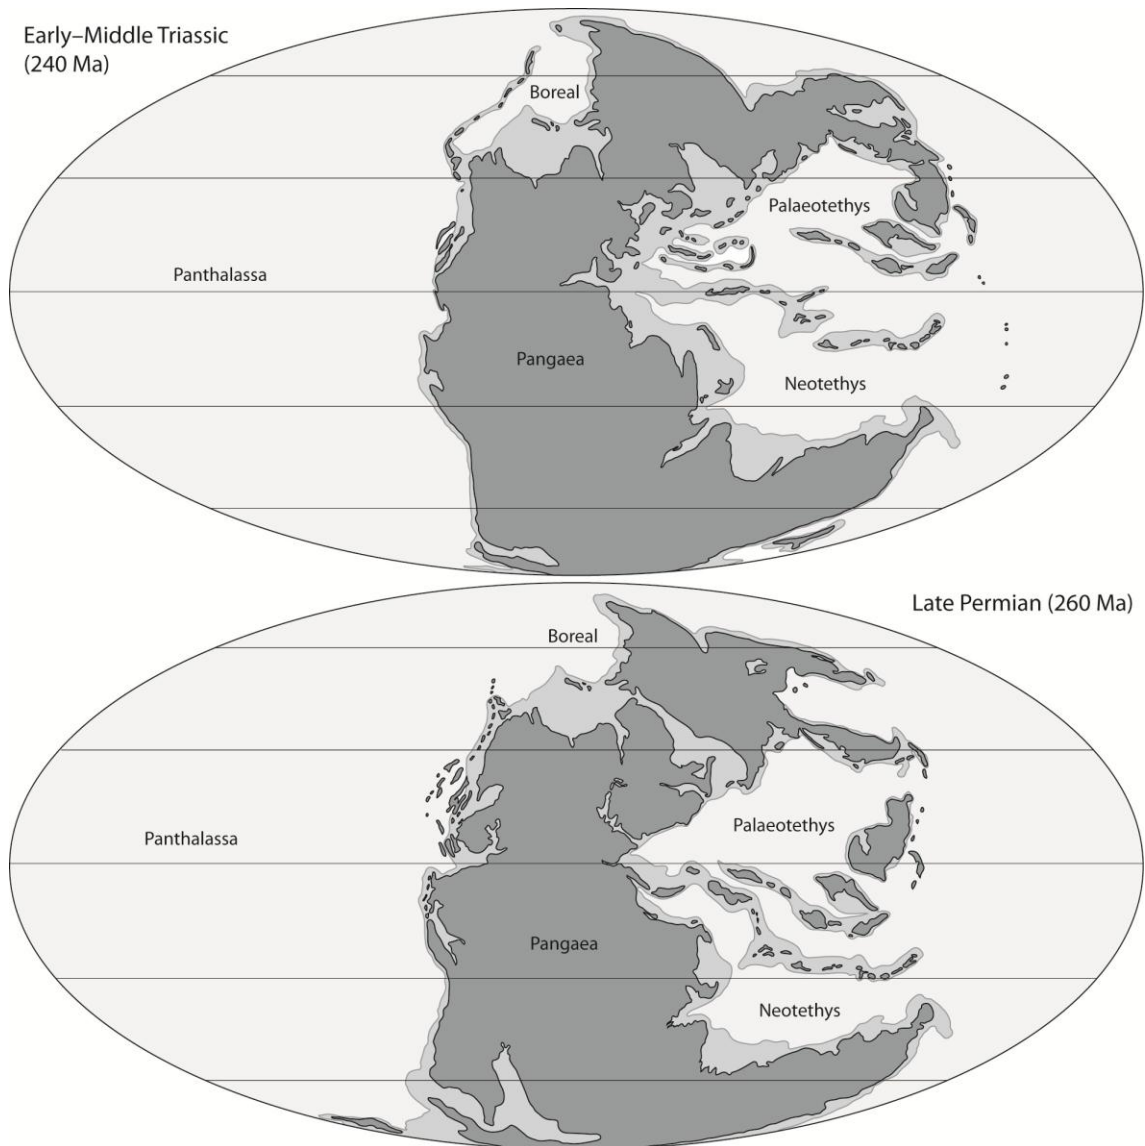 Early–Middle Triassic
(240 Ma)
Boreal
Palaeotethys
Panthalassa
Pangaea
Neotethys
Late Permian (260 Ma)
Boreal
Palaeotethys
Panthalassa
Pangaea
Neotethys